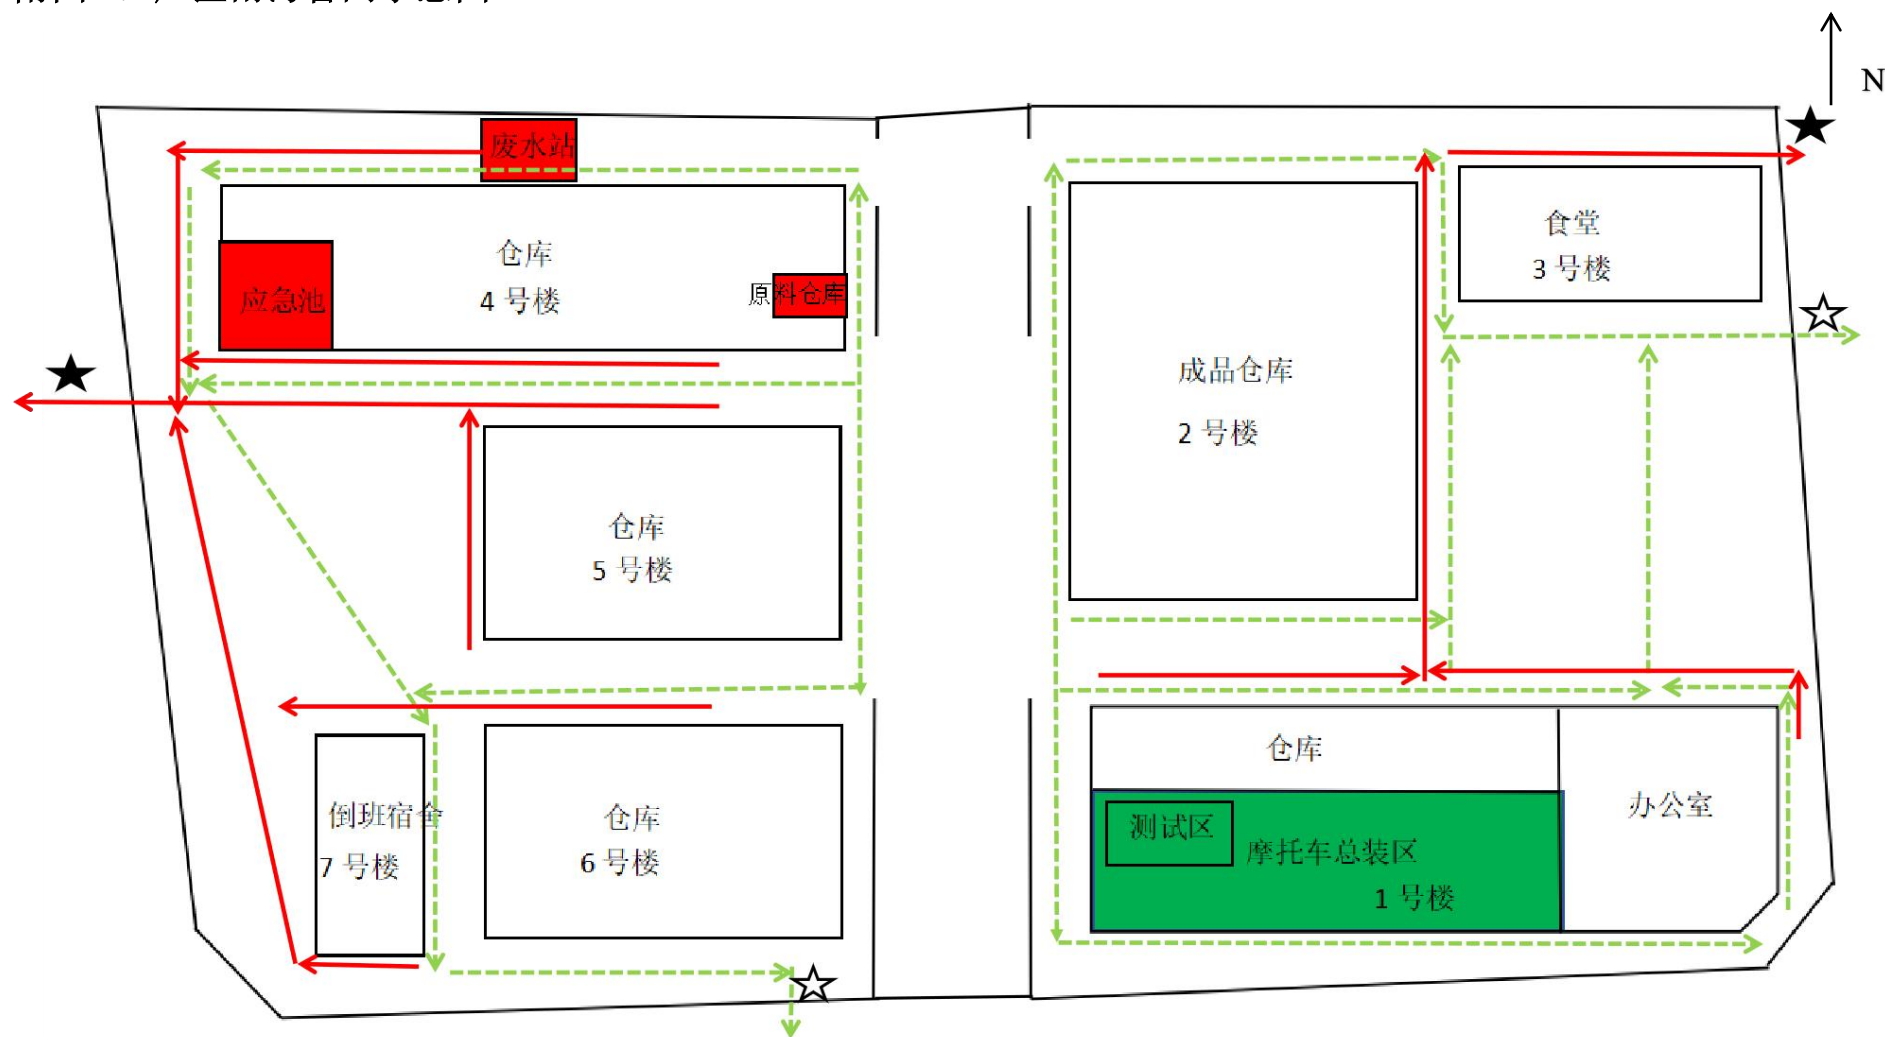 N
废水站
仓库
4 号楼
应急池
原料仓库
食堂
3 号楼
成品仓库
2 号楼
仓库
5 号楼
仓库
6 号楼
倒班宿舍
7 号楼
仓库
办公室
测试区
摩托车总装区
1 号楼